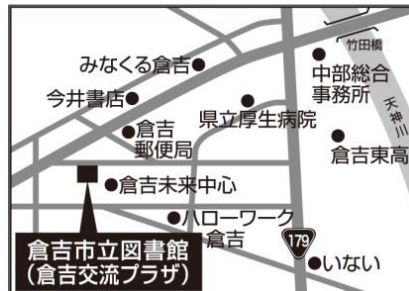 竹田橋
みなくる倉吉
中部総合
事務所
天神川
今井書店
県立厚生病院
倉吉
郵便局
倉吉東高
倉吉未来中心
ハローワーク
倉吉
179
いない
倉吉市立図書館
(倉吉交流プラザ)